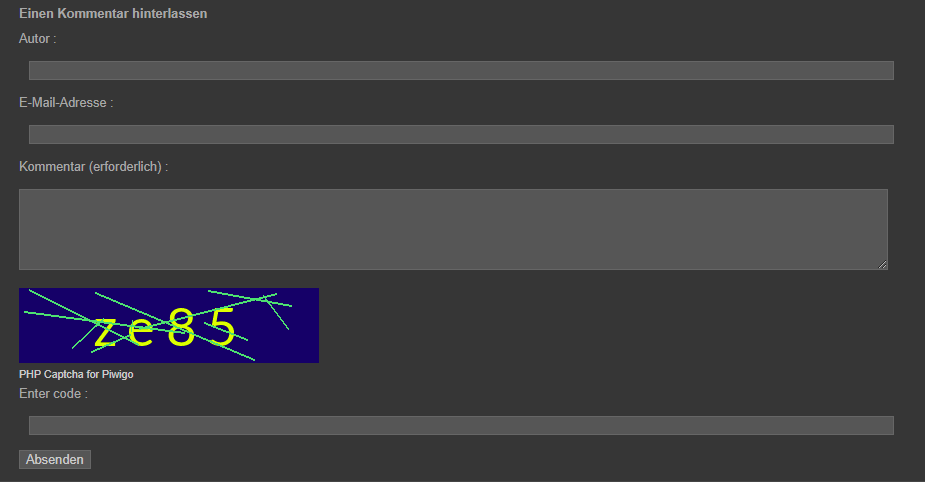 Einen Kommentar hinterlassen
Autor :
E-Mail-Adresse :
Kommentar (erforderlich) :
ze85
PHP Captcha for Piwigo
Enter code :
Absenden